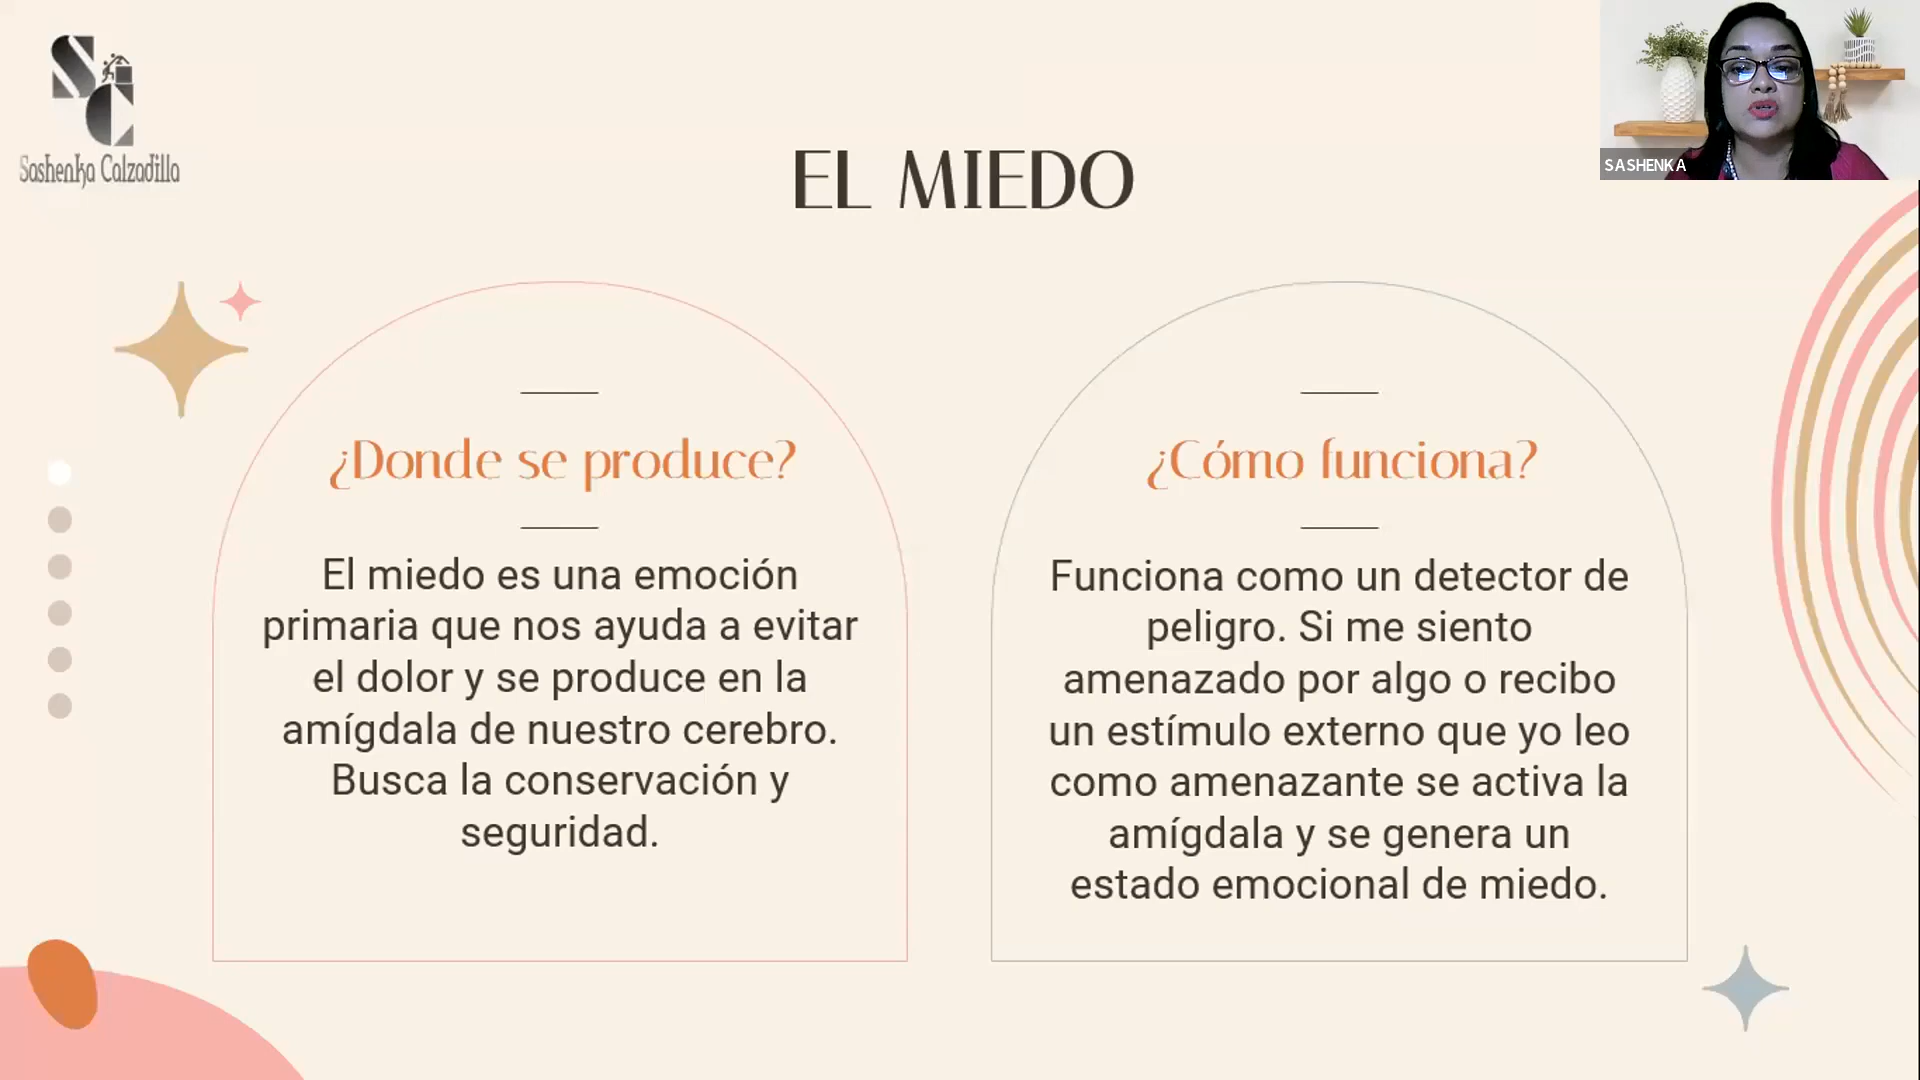 SC
Sashenka Calzadilla
SASHENKA
EL MIEDO
¿Donde se produce?
El miedo es una emoción
primaria que nos ayuda a evitar
el dolor y se produce en la
amígdala de nuestro cerebro.
Busca la conservación y
seguridad.
¿Cómo funciona?
Funciona como un detector de
peligro. Si me siento
amenazado por algo o recibo
un estímulo externo que yo leo
como amenazante se activa la
amígdala y se genera un
estado emocional de miedo.